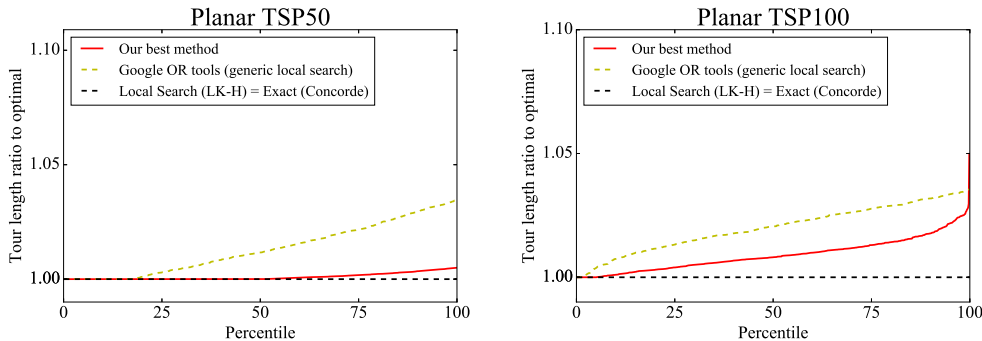 Planar TSP50
Tour length ratio to optimal
1.10
1.05
1.00
Our best method
Google OR tools (generic local search)
Local Search (LK-H) = Exact (Concorde)
0
25
50
75
100
Percentile
Planar TSP100
Tour length ratio to optimal
1.10
1.05
1.00
Our best method
Google OR tools (generic local search)
Local Search (LK-H) = Exact (Concorde)
0
25
50
75
100
Percentile